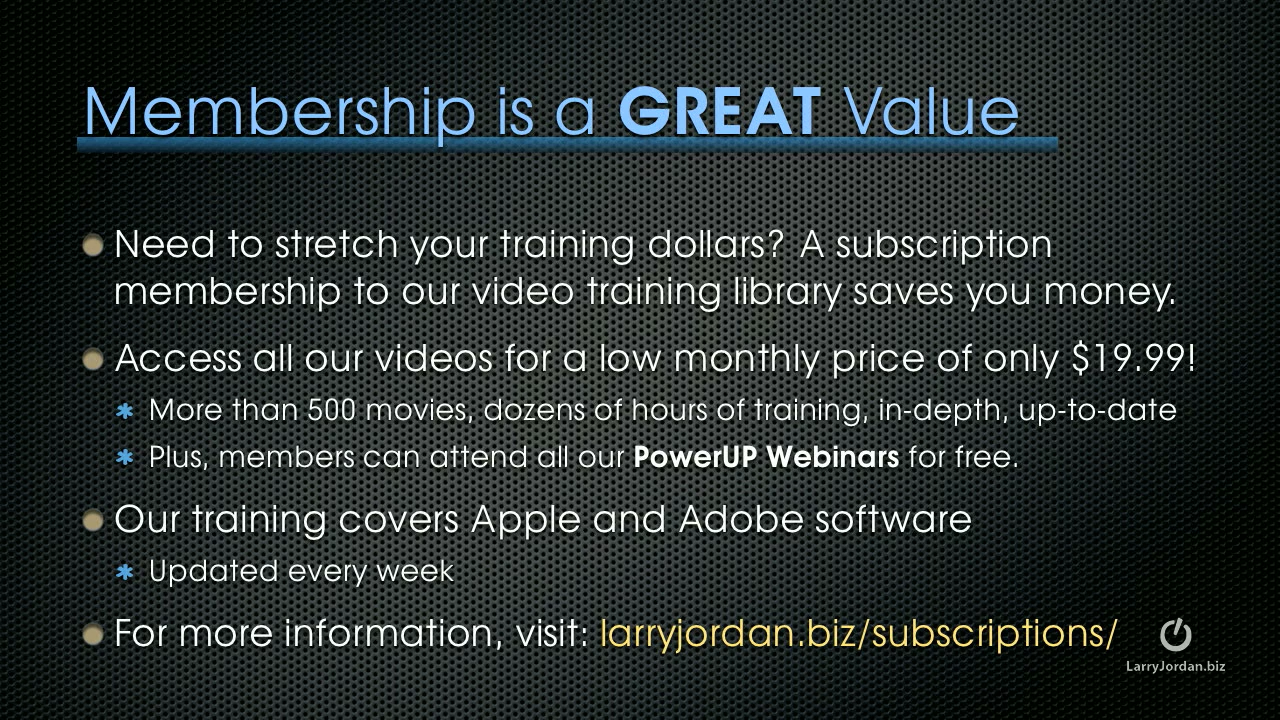 Membership is a GREAT Value
Need to stretch your training dollars? A subscription
membership to our video training library saves you money.
Access all our videos for a low monthly price of only $19.99!
More than 500 movies, dozens of hours of training, in-depth, up-to-date
Plus, members can attend all our PowerUP Webinars for free.
Our training covers Apple and Adobe software
Updated every week
For more information, visit: larryjordan.biz/subscriptions/
LarryJordan.biz